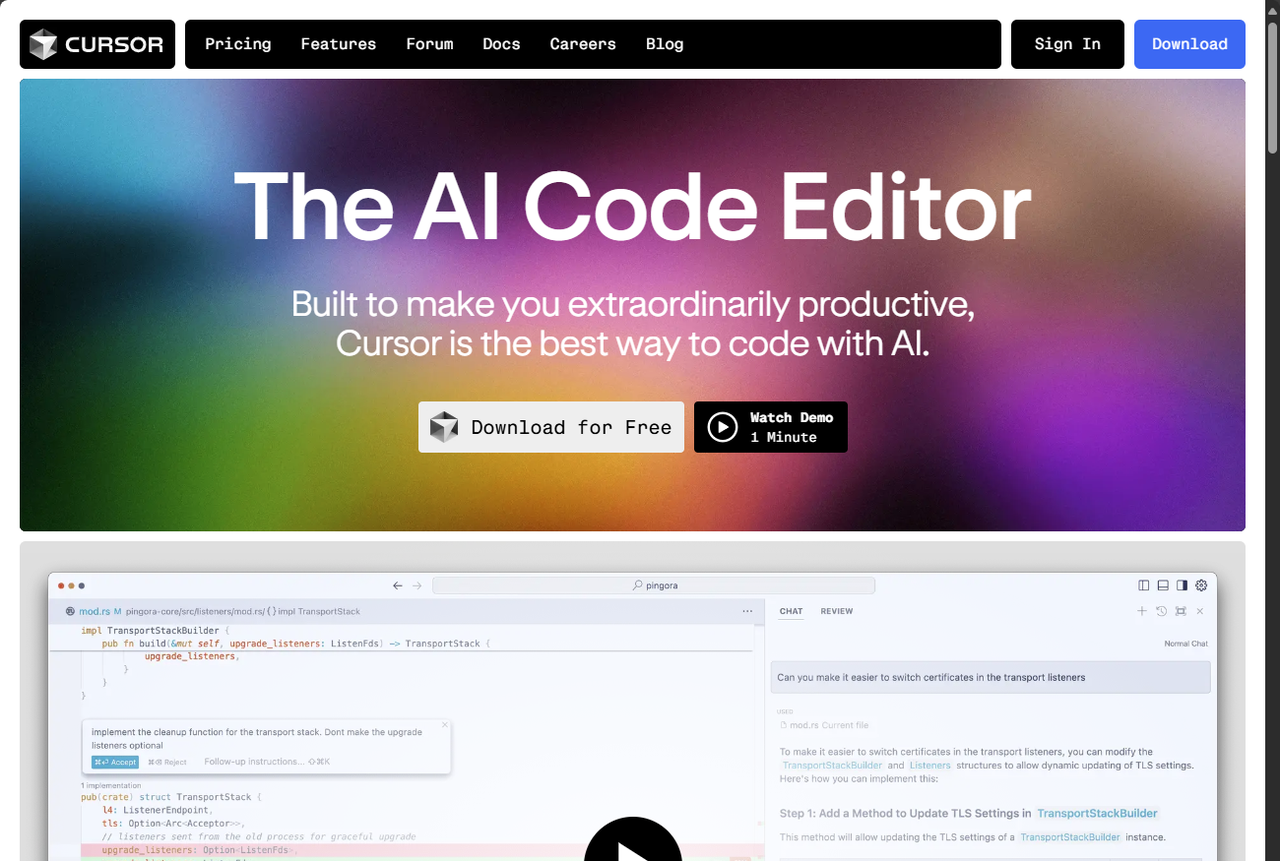 CURSOR
Pricing Features Forum Docs Careers Blog
Sign In
Download
The AI Code Editor
Built to make you extraordinarily productive,
Cursor is the best way to code with AI.
Download for Free
Watch Demo
1 Minute
pingora
mod.rs M pingora-core/src/listeners/mod.rs/{} impl TransportStack
impl TransportStackBuilder {
pub fn build(&mut self, upgrade_listeners: ListenFds) -> TransportStack {
upgrade_listeners,
}
)
}
implement the cleanup function for the transport stack. Dont make the upgrade
listeners optional
Accept
Reject
Follow-up instructions... ⇧⌘K
1 implementation
pub(crate) struct TransportStack {
l4: ListenerEndpoint,
tls: Option<Arc<Acceptor>>,
// listeners sent from the old process for graceful upgrade
upgrade_listeners: Option<ListenFds>,
CHAT REVIEW
Normal Chat
Can you make it easier to switch certificates in the transport listeners
USED
mod.rs Current file
To make it easier to switch certificates in the transport listeners, you can modify the
TransportStackBuilder and Listeners structures to allow dynamic updating of TLS settings.
Here's how you can implement this:
Step 1: Add a Method to Update TLS Settings in TransportStackBuilder
This method will allow updating the TLS settings of a TransportStackBuilder instance.